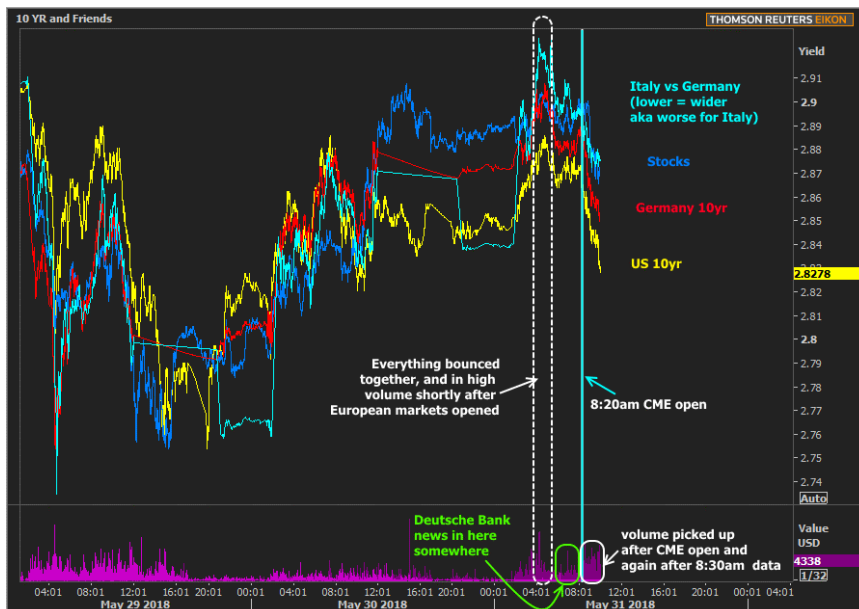 10 YR and Friends
THOMSON REUTERS EIKON
Yield
2.91
2.9
2.89
2.88
2.87
2.86
2.85
2.84
2.8278
2.82
2.81
2.8
2.79
2.78
2.77
2.76
2.75
2.74
Auto
Italy vs Germany
(lower = wider
aka worse for Italy)
Stocks
Germany 10yr
US 10yr
Everything bounced
together, and in high
volume shortly after
European markets opened
8:20am CME open
Deutsche Bank
news in here
somewhere
volume picked up
after CME open and
again after 8:30am data
Value
USD
4338
1/32
04:01 08:01 12:01 16:01 20:01 00:01 04:01 08:01 12:01 16:01 20:01 00:01 04:01 08:01 12:01 16:01 20:01 00:01 04:01
May 29 2018 May 30 2018 May 31 2018